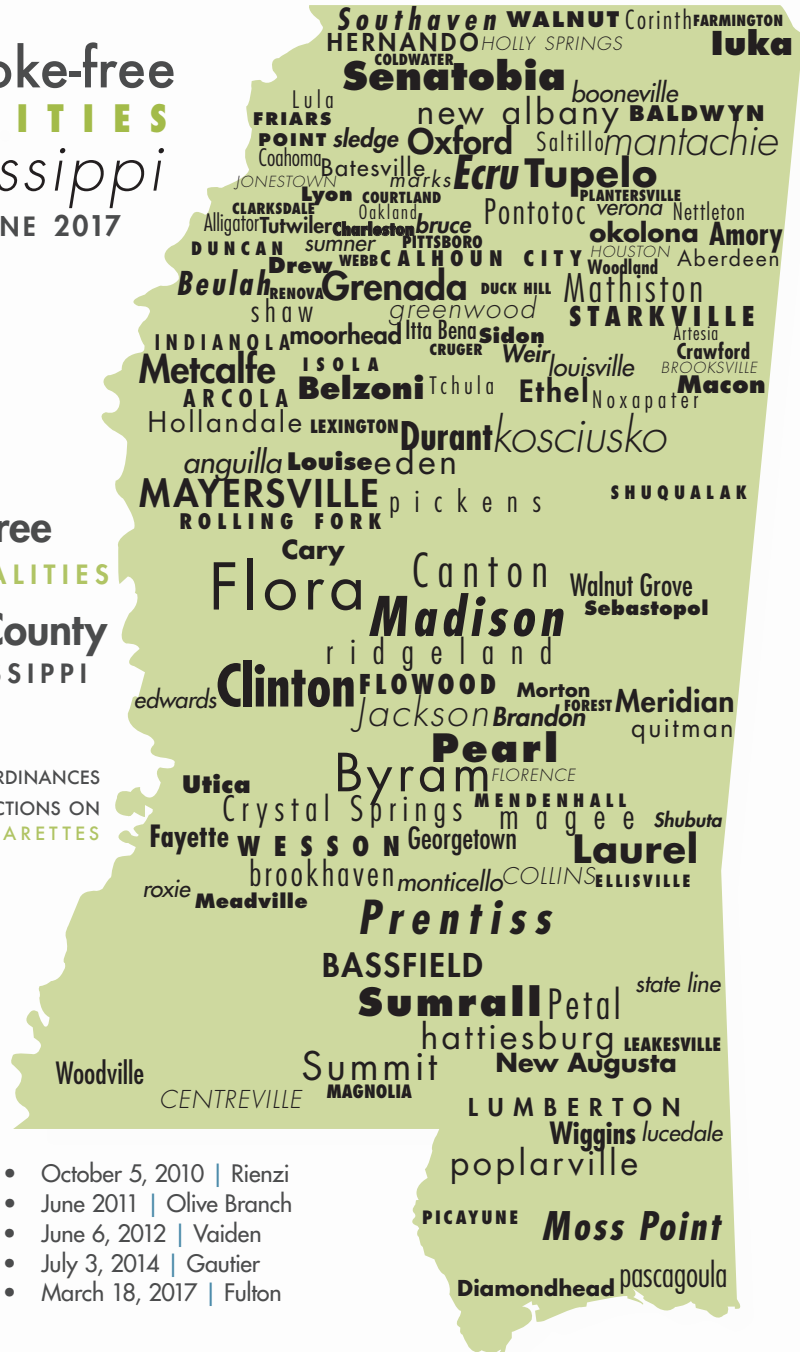 oke-free
ITIES
ssippi
NE 2017
ree
ALITIES
County
SSIPPI
RDINANCES
CTIONS ON
ARETTES
Southaven WALNUT Corinth FARMINGTON
HERNANDO HOLLY SPRINGS Iuka
COLDWATER
Senatobia booneville
Lula new albany BALDWYN
FRIARS
POINT sledge Oxford Saltillo mantachie
Coahoma Batesville marks Ecru Tupelo
JONESTOWN Lyon COURTLAND PLANTERSVILLE
CLARKSDALE Oakland Pontotoc verona Nettleton
Alligator Tutwiler Charleston bruce okolona Amory
DUNCAN sumner PITTSBORO HOUSTON
Drew WEBB CALHOUN CITY Woodland Aberdeen
Beulah RENOVA Grenada DUCK HILL Mathiston
shaw greenwood STARKVILLE
INDIANOLA moorhead Itta Bena Sidon Artesia
CRUGER Weir Crawford
Metcalfe ISOLA louisville BROOKSVILLE
ARCOLA Belzoni Tchula Ethel Noxapater Macon
Hollandale LEXINGTON Durant kosciusko
anguilla Louise eden
MAYERSVILLE pickens SHUQUALAK
ROLLING FORK
Cary
Flora Canton Walnut Grove
Madison Sebastopol
ridgeland
edwards Clinton FLOWOOD Morton FOREST Meridian
Jackson Brandon quitman
Pearl
Byram FLORENCE
Utica
Crystal Springs MENDENHALL
magee Shubuta
Fayette WESSON Georgetown Laurel
brookhaven monticello COLLINS ELLISVILLE
roxie Meadville
Prentiss
BASSFIELD
state line
Sumrall Petal
hattiesburg LEAKESVILLE
Woodville Summit New Augusta
CENTREVILLE MAGNOLIA
LUMBERTON
Wiggins lucedale
poplarville
PICAYUNE Moss Point
Diamondhead pascagoula
• October 5, 2010 | Rienzi
• June 2011 | Olive Branch
• June 6, 2012 | Vaiden
• July 3, 2014 | Gautier
• March 18, 2017 | Fulton